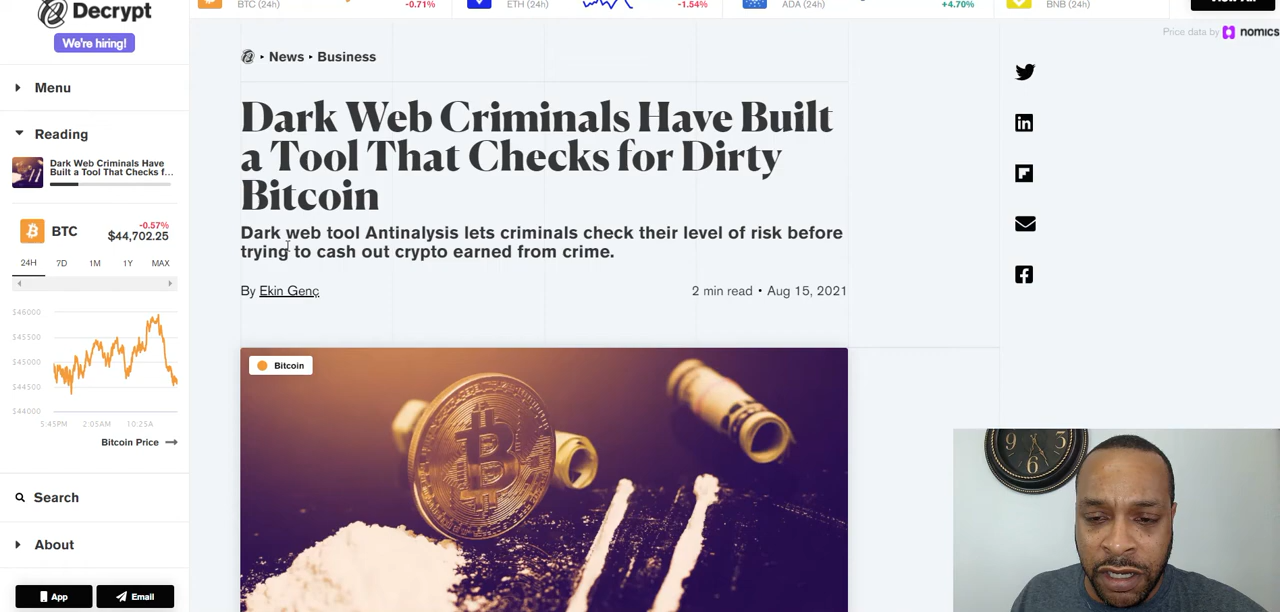 Decrypt
We're hiring!
Menu
Reading
Dark Web Criminals Have
Built a Tool That Checks f...
BTC
-0.57%
$44,702.25
24H 7D 1M 1Y MAX
$46000
$45500
$45000
$44500
$44000
5:45PM 2:05AM 10:25A
Bitcoin Price
Search
About
App
Email
BTC (24h) -0.71%
ETH (24h) -1.54%
ADA (24h) +4.70%
BNB (24h)
Price data by nomics
News ‣ Business
Dark Web Criminals Have Built
a Tool That Checks for Dirty
Bitcoin
Dark web tool Antinalysis lets criminals check their level of risk before
trying to cash out crypto earned from crime.
By Ekin Genç
2 min read • Aug 15, 2021
Bitcoin